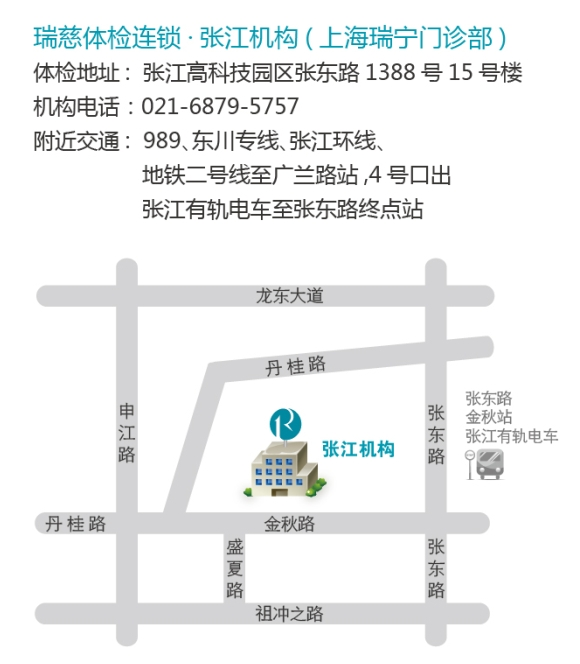 瑞慈体检连锁·张江机构(上海瑞宁门诊部)
体检地址：张江高科技园区张东路1388号15号楼
机构电话：021-6879-5757
附近交通：989、东川专线、张江环线、
地铁二号线至广兰路站,4号口出
张江有轨电车至张东路终点站
龙东大道
丹桂路
申江路
张东路
张东路
金秋站
张江有轨电车
张江机构
丹桂路
金秋路
盛夏路
张东路
祖冲之路